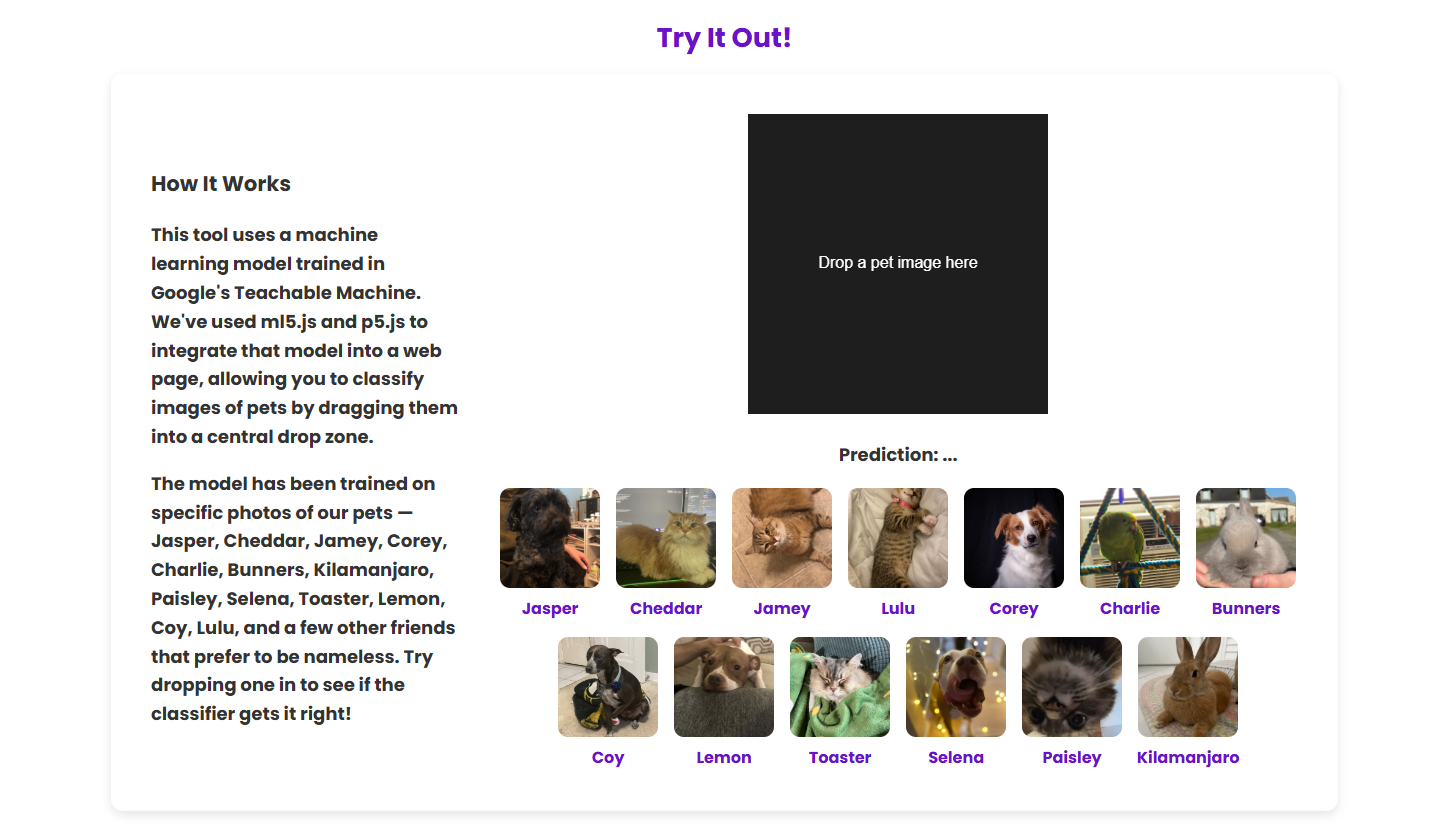 Try It Out!
How It Works
This tool uses a machine
learning model trained in
Google's Teachable Machine.
We've used ml5.js and p5.js to
integrate that model into a web
page, allowing you to classify
images of pets by dragging them
into a central drop zone.
The model has been trained on
specific photos of our pets —
Jasper, Cheddar, Jamey, Corey,
Charlie, Bunners, Kilamanjaro,
Paisley, Selena, Toaster, Lemon,
Coy, Lulu, and a few other friends
that prefer to be nameless. Try
dropping one in to see if the
classifier gets it right!
Drop a pet image here
Prediction: ...
Jasper Cheddar Jamey Lulu Corey Charlie Bunners
Coy Lemon Toaster Selena Paisley Kilamanjaro